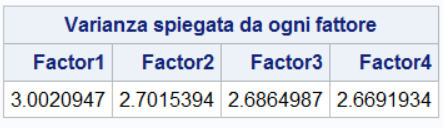 Varianza spiegata da ogni fattore
Factor1 Factor2 Factor3 Factor4
3.0020947 2.7015394 2.6864987 2.6691934